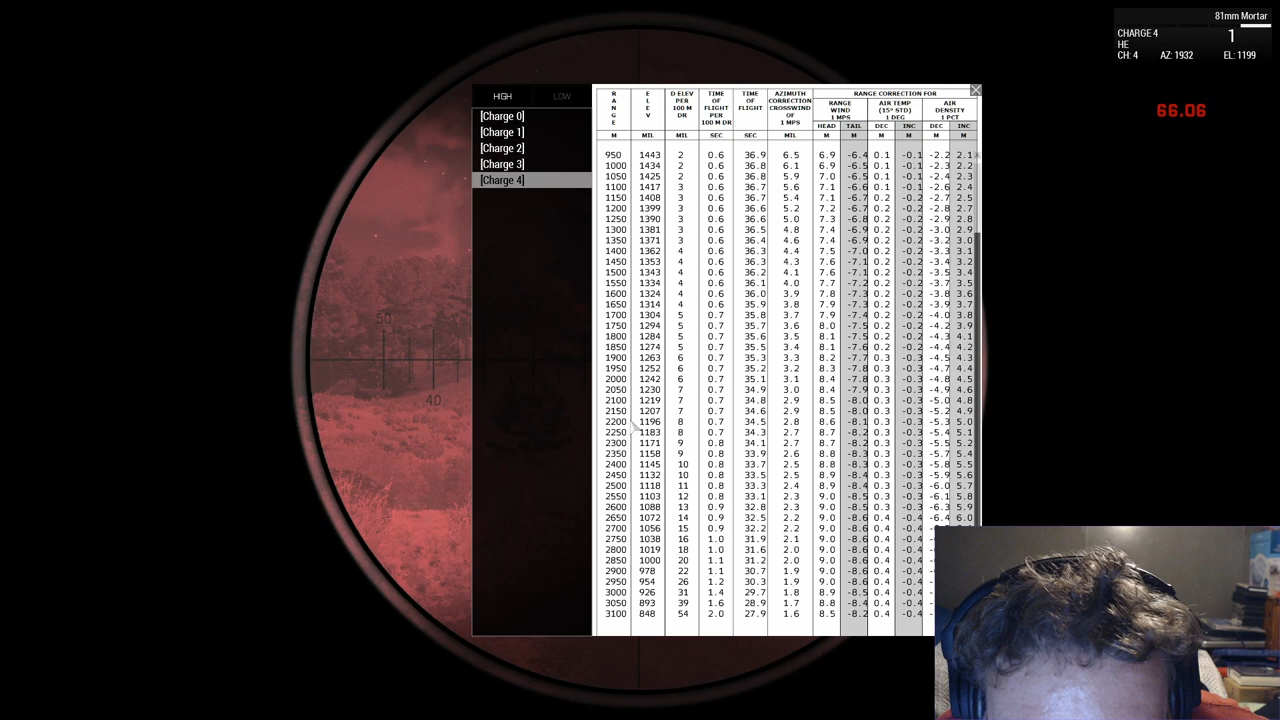 81mm Mortar
CHARGE 4 1
HE
CH: 4 AZ: 1932 EL: 1199
66.06
HIGH LOW
[Charge 0]
[Charge 1]
[Charge 2]
[Charge 3]
[Charge 4]
50
40
RANGE ELEV D ELEV PER 100 M DR TIME OF FLIGHT PER 100 M DR TIME OF FLIGHT AZIMUTH CORRECTION CROSSWIND OF 1 MPS RANGE CORRECTION FOR
RANGE WIND 1 MPS AIR TEMP (15° STD) 1 DEG AIR DENSITY 1 PCT
HEAD TAIL DEC INC DEC INC
M MIL MIL SEC SEC MIL M M M M M M
950 1443 2 0.6 36.9 6.5 6.9 -6.4 0.1 -0.1 -2.2 2.1
1000 1434 2 0.6 36.8 6.1 6.9 -6.5 0.1 -0.1 -2.3 2.2
1050 1425 2 0.6 36.8 5.9 7.0 -6.5 0.1 -0.1 -2.4 2.3
1100 1417 3 0.6 36.7 5.6 7.1 -6.6 0.1 -0.1 -2.6 2.4
1150 1408 3 0.6 36.7 5.4 7.1 -6.7 0.2 -0.2 -2.7 2.5
1200 1399 3 0.6 36.6 5.2 7.2 -6.7 0.2 -0.2 -2.8 2.7
1250 1390 3 0.6 36.6 5.0 7.3 -6.8 0.2 -0.2 -2.9 2.8
1300 1381 3 0.6 36.5 4.8 7.4 -6.9 0.2 -0.2 -3.0 2.9
1350 1371 3 0.6 36.4 4.6 7.4 -6.9 0.2 -0.2 -3.2 3.0
1400 1362 4 0.6 36.3 4.4 7.5 -7.0 0.2 -0.2 -3.3 3.1
1450 1353 4 0.6 36.3 4.3 7.6 -7.1 0.2 -0.2 -3.4 3.2
1500 1343 4 0.6 36.2 4.1 7.6 -7.1 0.2 -0.2 -3.5 3.4
1550 1334 4 0.6 36.1 4.0 7.7 -7.2 0.2 -0.2 -3.6 3.5
1600 1324 4 0.6 36.0 3.9 7.8 -7.3 0.2 -0.2 -3.8 3.6
1650 1314 4 0.6 35.9 3.8 7.9 -7.3 0.2 -0.2 -3.9 3.7
1700 1304 5 0.7 35.8 3.7 7.9 -7.4 0.2 -0.2 -4.0 3.8
1750 1294 5 0.7 35.7 3.6 8.0 -7.5 0.2 -0.2 -4.2 3.9
1800 1284 5 0.7 35.6 3.5 8.1 -7.5 0.2 -0.2 -4.3 4.1
1850 1274 5 0.7 35.5 3.4 8.1 -7.6 0.2 -0.2 -4.4 4.2
1900 1263 6 0.7 35.3 3.3 8.2 -7.7 0.3 -0.3 -4.5 4.3
1950 1252 6 0.7 35.2 3.2 8.3 -7.8 0.3 -0.3 -4.7 4.4
2000 1242 6 0.7 35.1 3.1 8.4 -7.8 0.3 -0.3 -4.8 4.5
2050 1230 7 0.7 34.9 3.0 8.4 -7.9 0.3 -0.3 -4.9 4.6
2100 1219 7 0.7 34.8 2.9 8.5 -8.0 0.3 -0.3 -5.0 4.8
2150 1207 7 0.7 34.6 2.9 8.5 -8.0 0.3 -0.3 -5.2 4.9
2200 1196 8 0.7 34.5 2.8 8.6 -8.1 0.3 -0.3 -5.3 5.0
2250 1183 8 0.7 34.3 2.7 8.7 -8.2 0.3 -0.3 -5.4 5.1
2300 1171 9 0.8 34.1 2.7 8.7 -8.2 0.3 -0.3 -5.5 5.2
2350 1158 9 0.8 33.9 2.6 8.8 -8.3 0.3 -0.3 -5.7 5.4
2400 1145 10 0.8 33.7 2.5 8.8 -8.3 0.3 -0.3 -5.8 5.5
2450 1132 10 0.8 33.5 2.5 8.9 -8.4 0.3 -0.3 -5.9 5.6
2500 1118 11 0.8 33.3 2.4 8.9 -8.4 0.3 -0.3 -6.0 5.7
2550 1103 12 0.8 33.1 2.3 9.0 -8.5 0.3 -0.3 -6.1 5.8
2600 1088 13 0.9 32.8 2.3 9.0 -8.5 0.3 -0.3 -6.3 5.9
2650 1072 14 0.9 32.5 2.2 9.0 -8.6 0.4 -0.4 -6.4 6.0
2700 1056 15 0.9 32.2 2.2 9.0 -8.6 0.4 -0.4
2750 1038 16 1.0 31.9 2.1 9.0 -8.6 0.4 -0.4
2800 1019 18 1.0 31.6 2.0 9.0 -8.6 0.4 -0.4
2850 1000 20 1.1 31.2 2.0 9.0 -8.6 0.4 -0.4
2900 978 22 1.1 30.7 1.9 9.0 -8.6 0.4 -0.4
2950 954 26 1.2 30.3 1.9 9.0 -8.6 0.4 -0.4
3000 926 31 1.4 29.7 1.8 8.9 -8.5 0.4 -0.4
3050 893 39 1.6 28.9 1.7 8.8 -8.4 0.4 -0.4
3100 848 54 2.0 27.9 1.6 8.5 -8.2 0.4 -0.4